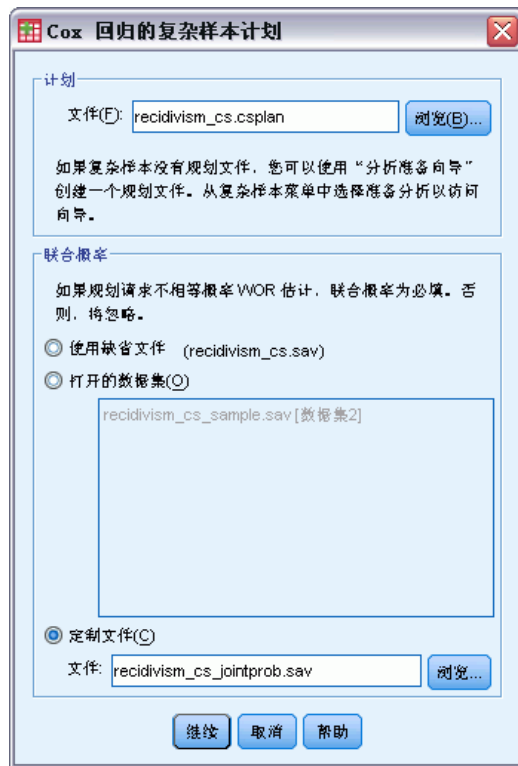 Cox 回归的复杂样本计划
计划
文件(F): recidivism_cs.csplan 浏览(B)...
如果复杂样本没有规划文件，您可以使用“分析准备向导”
创建一个规划文件。从复杂样本菜单中选择准备分析以访问
向导。
联合概率
如果规划请求不相等概率 WOR 估计，联合概率为必填。否
则，将忽略。
使用缺省文件 (recidivism_cs.sav)
打开的数据集(O)
recidivism_cs_sample.sav [数据集2]
定制文件(C)
文件: recidivism_cs_jointprob.sav 浏览...
继续 取消 帮助